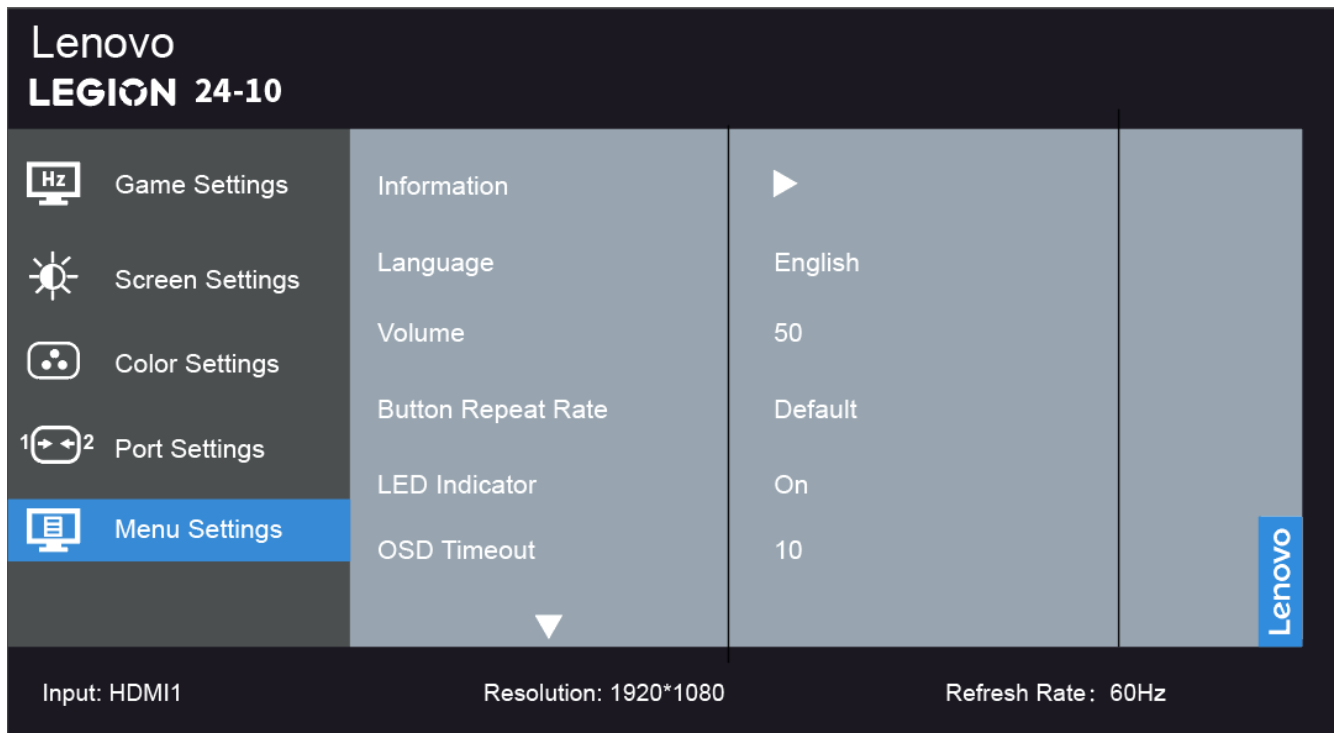 Lenovo
LEGION 24-10
Hz
Game Settings
Screen Settings
Color Settings
1 2 Port Settings
Menu Settings
Information
Language English
Volume 50
Button Repeat Rate Default
LED Indicator On
OSD Timeout 10
Lenovo
Input: HDMI1 Resolution: 1920*1080 Refresh Rate: 60Hz